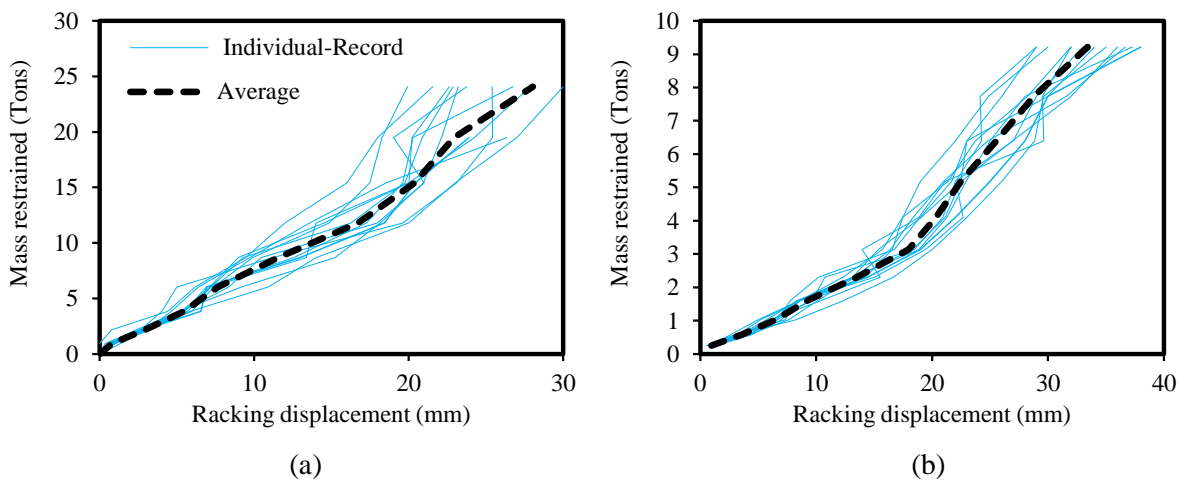 30
25
20
15
10
5
0
Mass restrained (Tons)
Individual-Record
Average
0 10 20 30
Racking displacement (mm)
(a)
10
9
8
7
6
5
4
3
2
1
0
Mass restrained (Tons)
0 10 20 30 40
Racking displacement (mm)
(b)